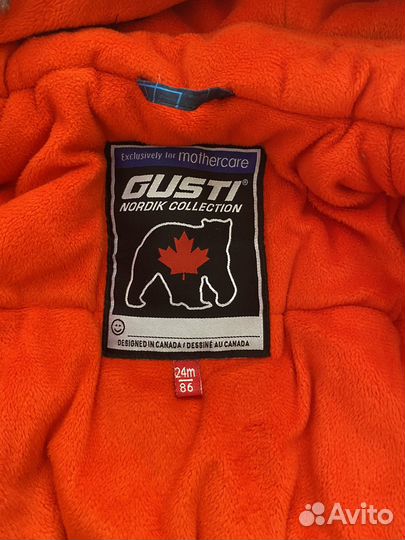 Exclusively for mothercare
GUSTI®
NORDIK COLLECTION
DESIGNED IN CANADA / DESSINÉ AU CANADA
24m
86
Avito